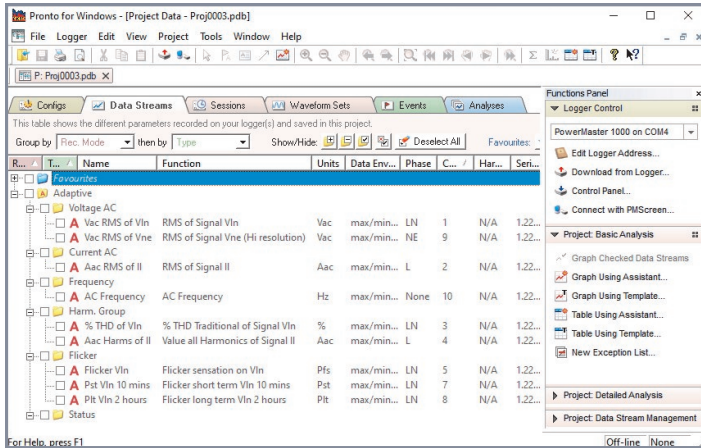 Pronto for Windows - [Project Data - Proj0003.pdb]
File Logger Edit View Project Tools Window Help
P: Proj0003.pdb
Configs Data Streams Sessions Waveform Sets Events Analyses
This table shows the different parameters recorded on your logger(s) and saved in this project.
Group by Rec. Mode then by Type Show/Hide: Deselect All Favourites:
R... T... Name Function Units Data Env... Phase C... Har... Seri...
Favourites
Adaptive
Voltage AC
A Vac RMS of Vln RMS of Signal Vln Vac max/min... LN 1 N/A 1.22...
A Vac RMS of Vne RMS of Signal Vne (Hi resolution) Vac max/min... NE 9 N/A 1.22...
Current AC
A Aac RMS of Il RMS of Signal Il Aac max/min... L 2 N/A 1.22...
Frequency
A AC Frequency AC Frequency Hz max/min... None 10 N/A 1.22...
Harm. Group
A % THD of Vln % THD Traditional of Signal Vln % max/min... LN 3 N/A 1.22...
A Aac Harms of Il Value all Harmonics of Signal Il Aac max/min... L 4 N/A 1.22...
Flicker
A Flicker Vln Flicker sensation on Vln Pfs max/min... LN 5 N/A 1.22...
A Pst Vln 10 mins Flicker short term Vln 10 mins Pst max/min... LN 7 N/A 1.22...
A Plt Vln 2 hours Flicker long term Vln 2 hours Plt max/min... LN 8 N/A 1.22...
Status
Functions Panel
Logger Control
PowerMaster 1000 on COM4
Edit Logger Address...
Download from Logger...
Control Panel...
Connect with PMScreen...
Project: Basic Analysis
Graph Checked Data Streams
Graph Using Assistant...
Graph Using Template...
Table Using Assistant...
Table Using Template...
New Exception List...
Project: Detailed Analysis
Project: Data Stream Management
For Help, press F1
Off-line None